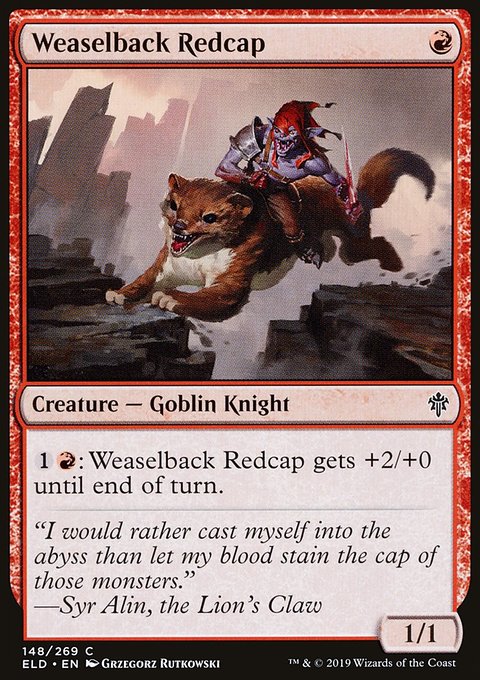 Weaselback Redcap
Creature — Goblin Knight
1: Weaselback Redcap gets +2/+0
until end of turn.
“I would rather cast myself into the
abyss than let my blood stain the cap of
those monsters.”
—Syr Alin, the Lion’s Claw
1/1
148/269 C
ELD • EN Grzegorz Rutkowski
™ & © 2019 Wizards of the Coast